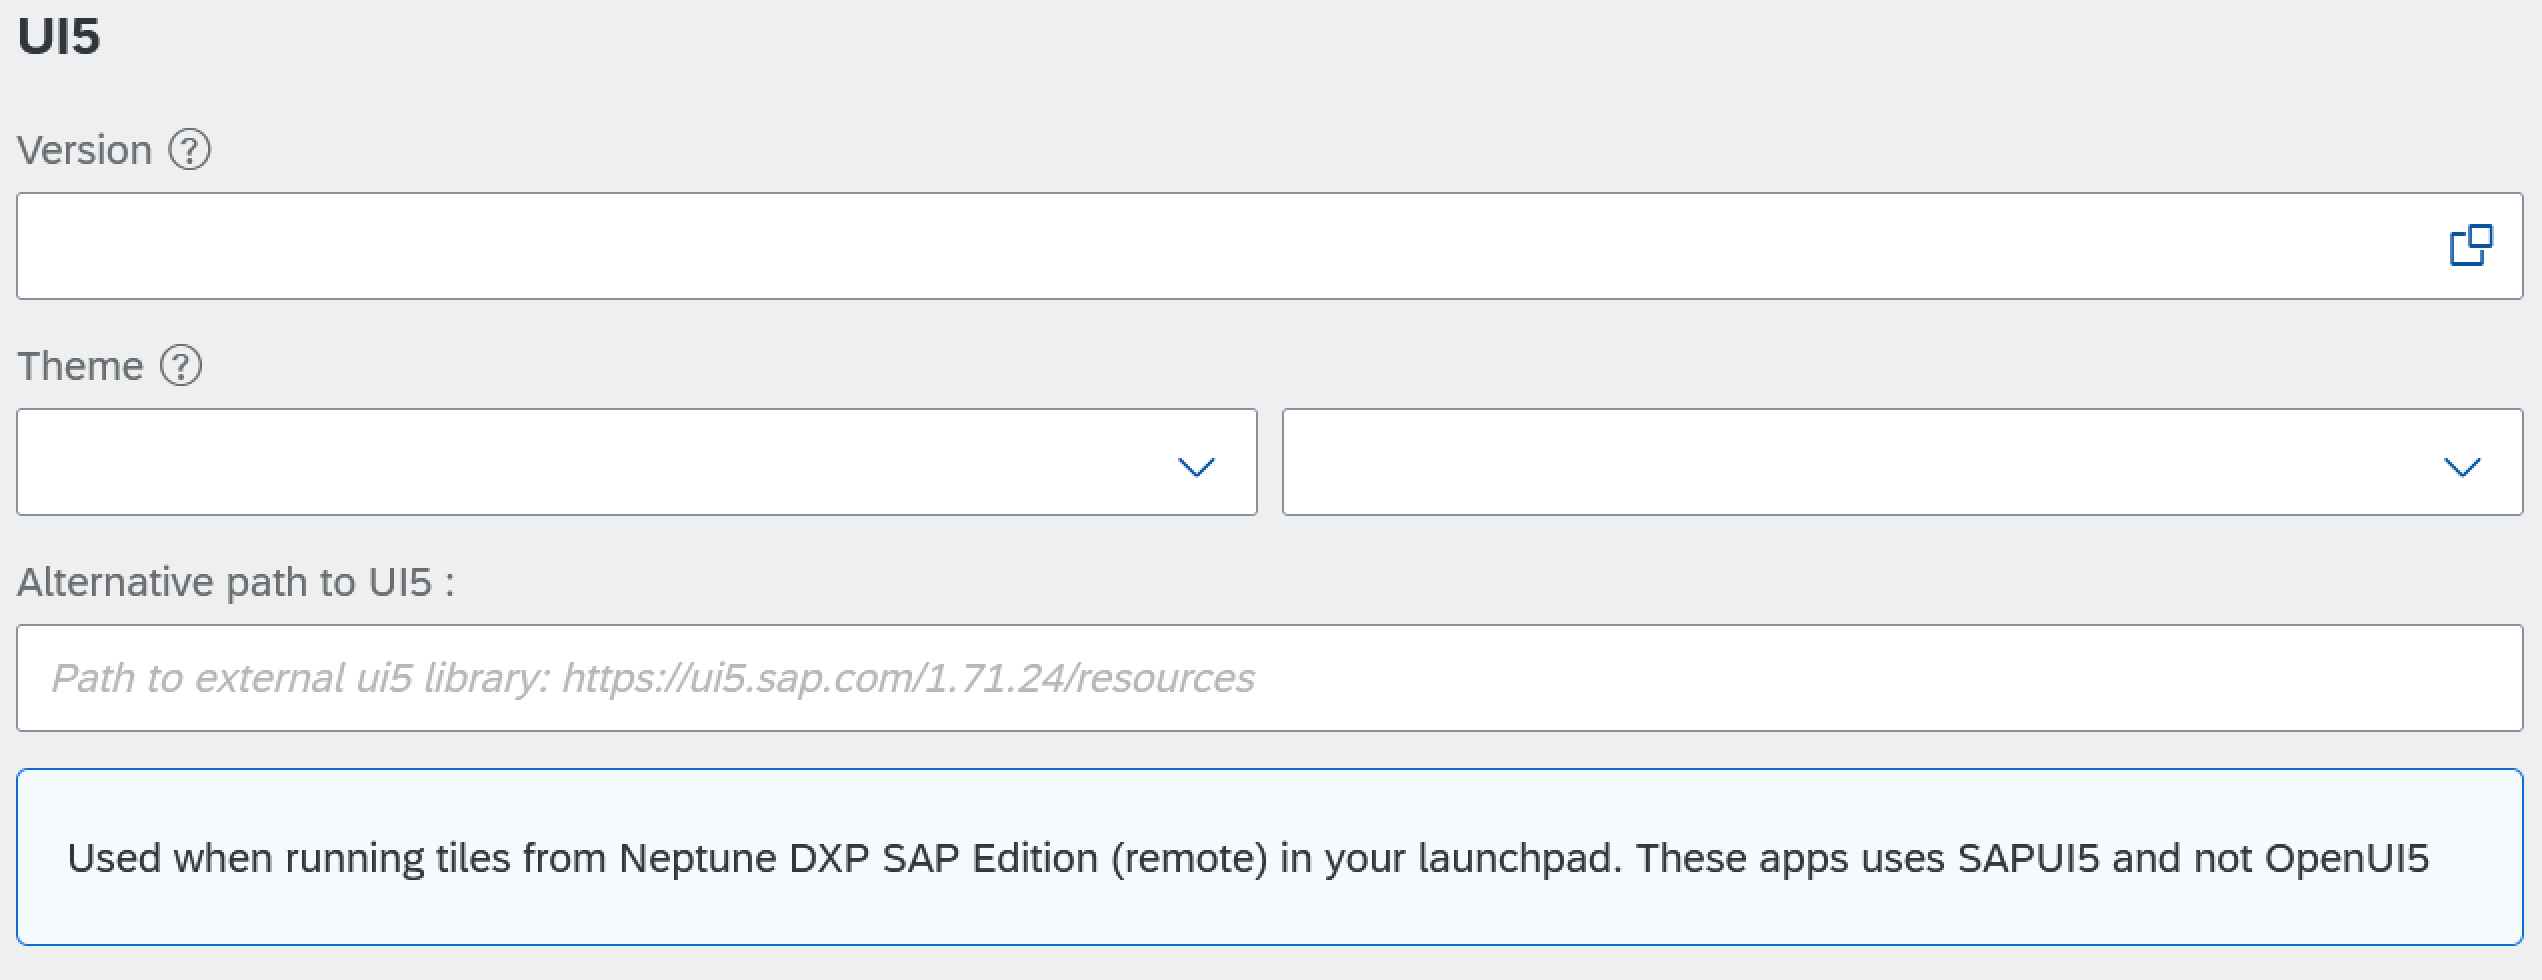 UI5
Version ?
Theme ?
Alternative path to UI5 :
Path to external ui5 library: https://ui5.sap.com/1.71.24/resources
Used when running tiles from Neptune DXP SAP Edition (remote) in your launchpad. These apps uses SAPUI5 and not OpenUI5